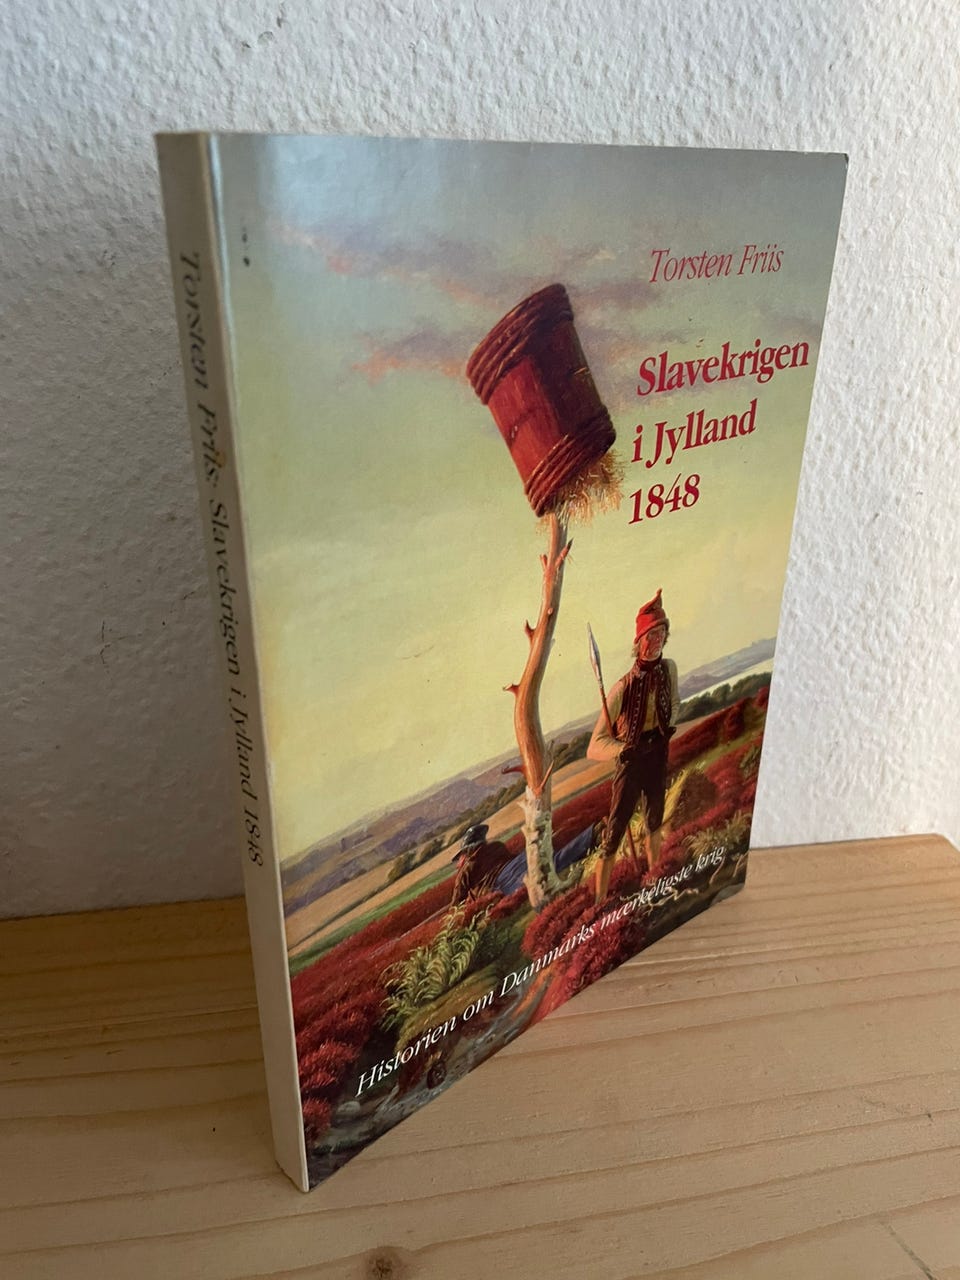 Torsten Friis Slavekrigen i Jylland 1848
Torsten Friis
Slavekrigen
i Jylland
1848
Historien om Danmarks mærkeligste krig